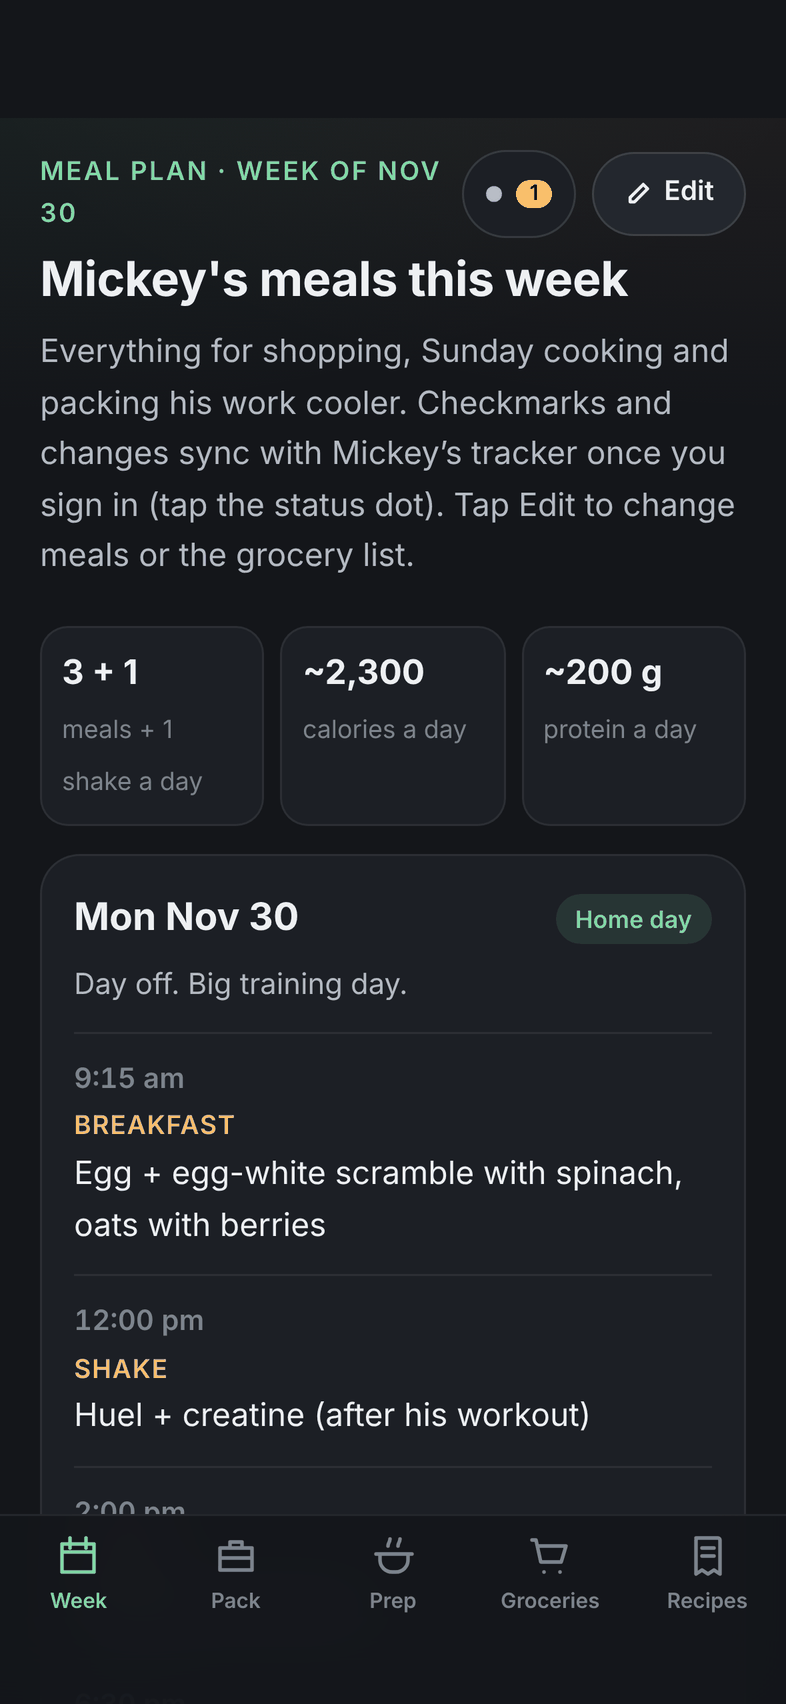 MEAL PLAN · WEEK OF NOV
30
1
Edit
Mickey's meals this week
Everything for shopping, Sunday cooking and
packing his work cooler. Checkmarks and
changes sync with Mickey’s tracker once you
sign in (tap the status dot). Tap Edit to change
meals or the grocery list.
3 + 1
meals + 1
shake a day
~2,300
calories a day
~200 g
protein a day
Mon Nov 30
Home day
Day off. Big training day.
9:15 am
BREAKFAST
Egg + egg-white scramble with spinach,
oats with berries
12:00 pm
SHAKE
Huel + creatine (after his workout)
2:00 pm
Week
Pack
Prep
Groceries
Recipes